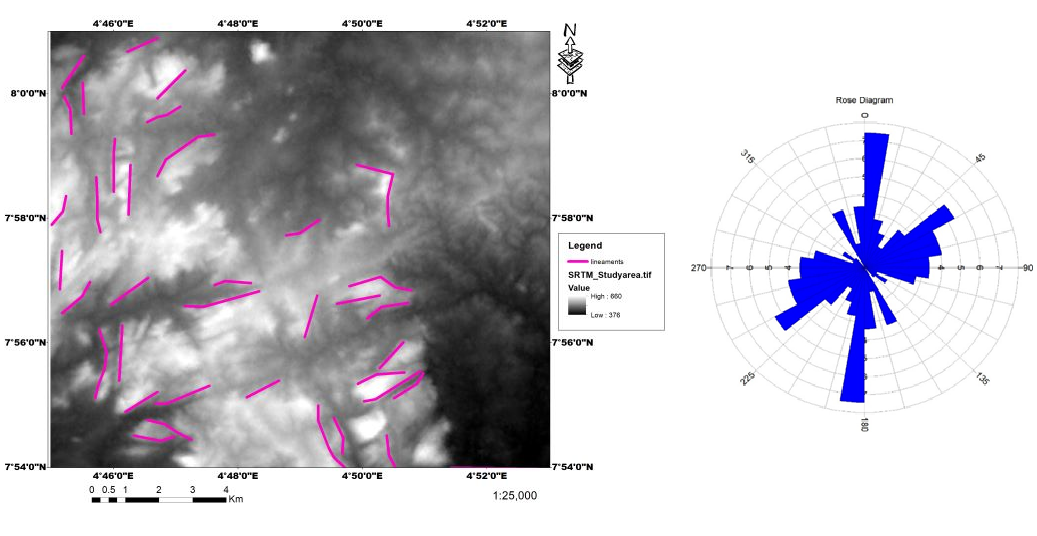 4°46'0"E 4°48'0"E 4°50'0"E 4°52'0"E
N
8°0'0"N 8°0'0"N
7°58'0"N 7°58'0"N
7°56'0"N 7°56'0"N
7°54'0"N 7°54'0"N
4°46'0"E 4°48'0"E 4°50'0"E 4°52'0"E
0 0.5 1 2 3 4
Km
1:25,000
Legend
lineaments
SRTM_Studyarea.tif
Value
High : 660
Low : 376
Rose Diagram
0
45
90
135
180
225
270
315